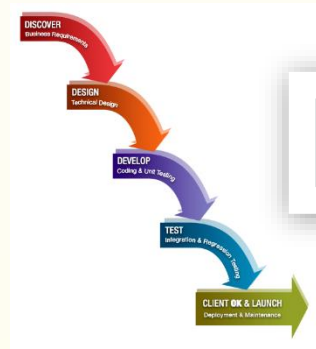 DISCOVER
Business Requirements
DESIGN
Technical Design
DEVELOP
Coding & Unit Testing
TEST
Integration & Regression Testing
CLIENT OK & LAUNCH
Deployment & Maintenance